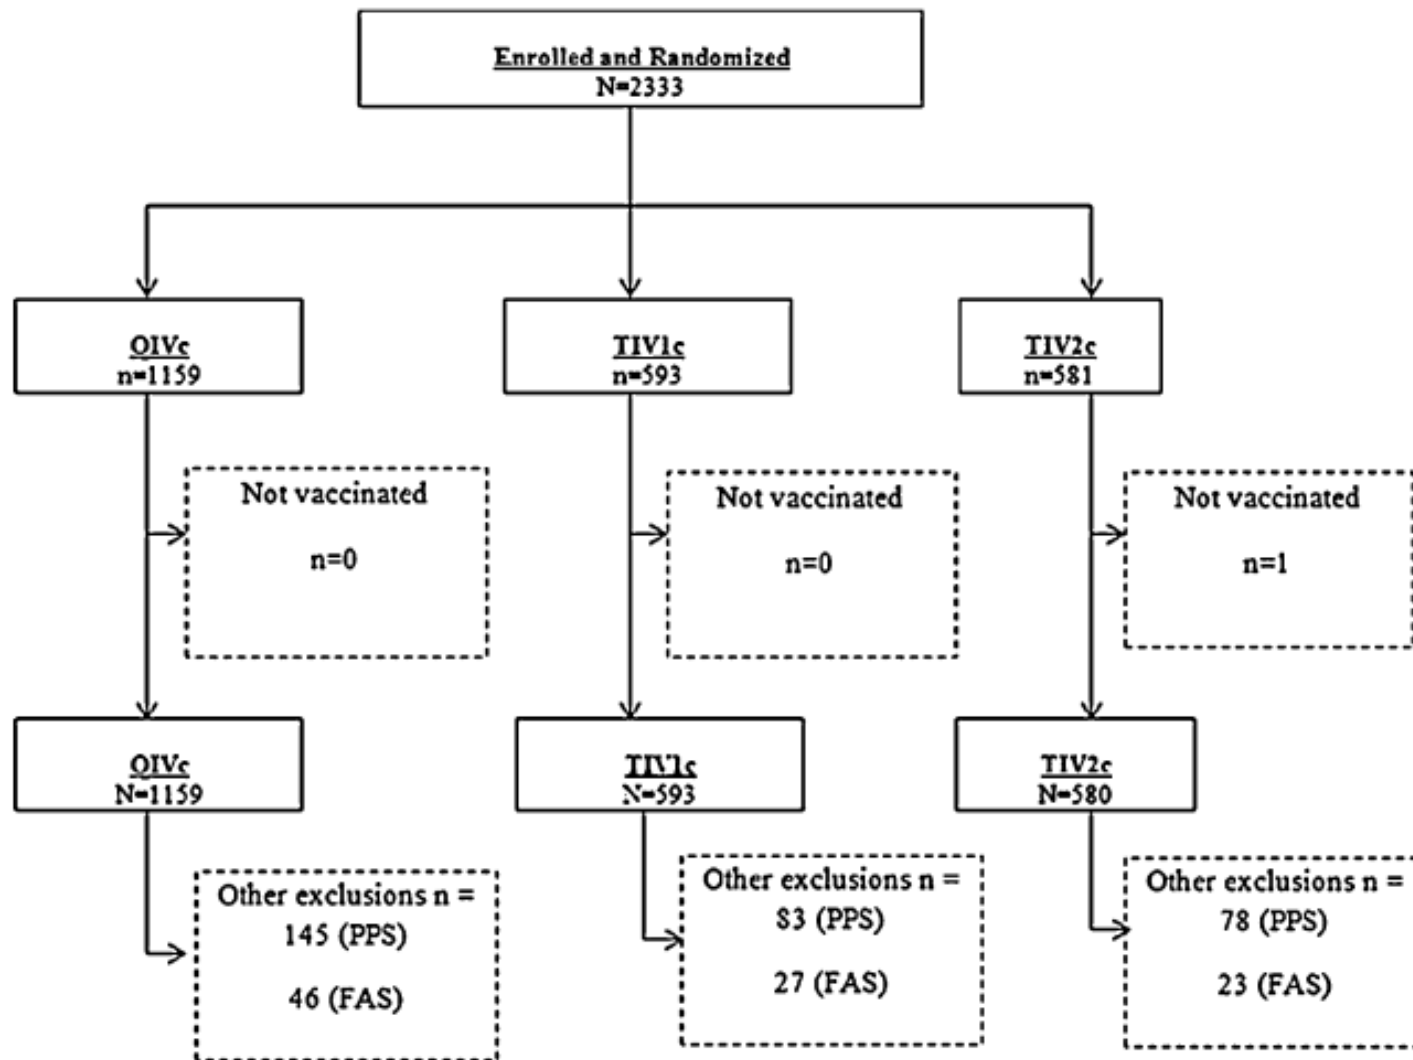 Enrolled and Randomized
N=2333
QIVc
n=1159
TIV1c
n=593
TIV2c
n=581
Not vaccinated
n=0
Not vaccinated
n=0
Not vaccinated
n=1
QIVc
N=1159
TIV1c
N=593
TIV2c
N=580
Other exclusions n =
145 (PPS)
46 (FAS)
Other exclusions n =
83 (PPS)
27 (FAS)
Other exclusions n =
78 (PPS)
23 (FAS)